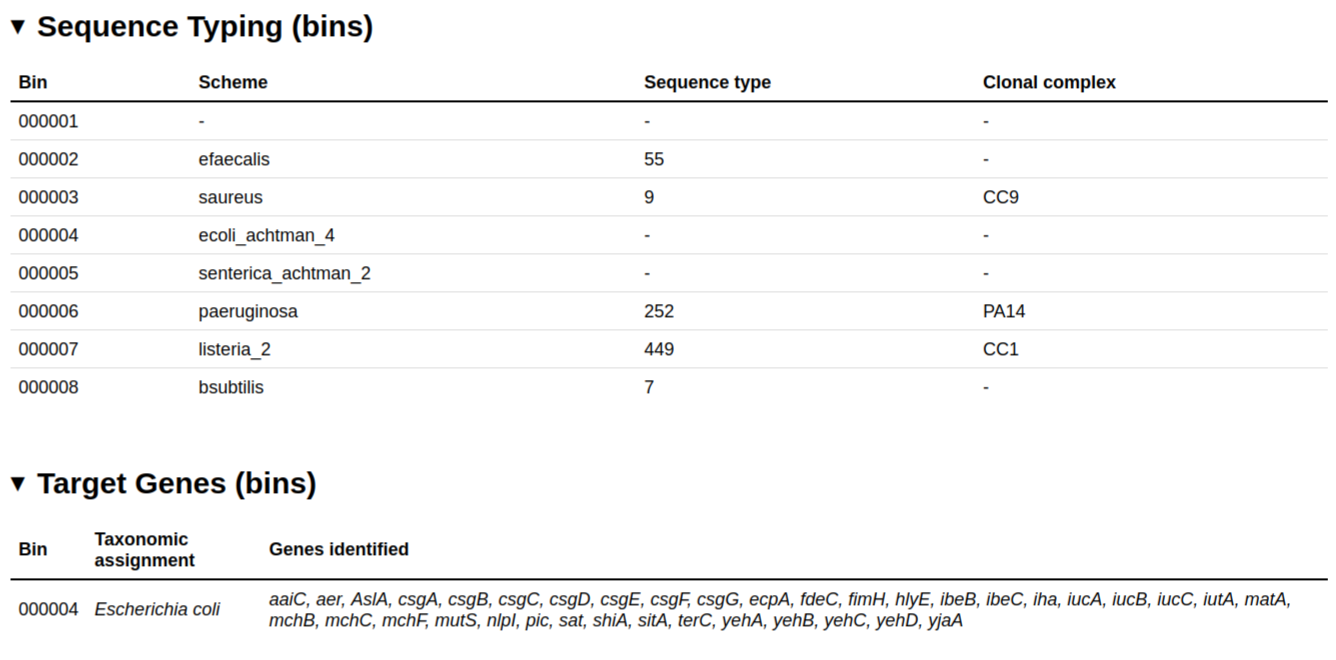 ▼ Sequence Typing (bins)
Bin Scheme Sequence type Clonal complex
000001 - - -
000002 efaecalis 55 -
000003 saureus 9 CC9
000004 ecoli_achtman_4 - -
000005 senterica_achtman_2 - -
000006 paeruginosa 252 PA14
000007 listeria_2 449 CC1
000008 bsubtilis 7 -
▼ Target Genes (bins)
Bin Taxonomic assignment Genes identified
000004 Escherichia coli aaiC, aer, AslA, csgA, csgB, csgC, csgD, csgE, csgF, csgG, ecpA, fdeC, fimH, hlyE, ibeB, ibeC, iha, iucA, iucB, iucC, iutA, matA,
mchB, mchC, mchF, mutS, nlpI, pic, sat, shiA, sitA, terC, yehA, yehB, yehC, yehD, yjaA